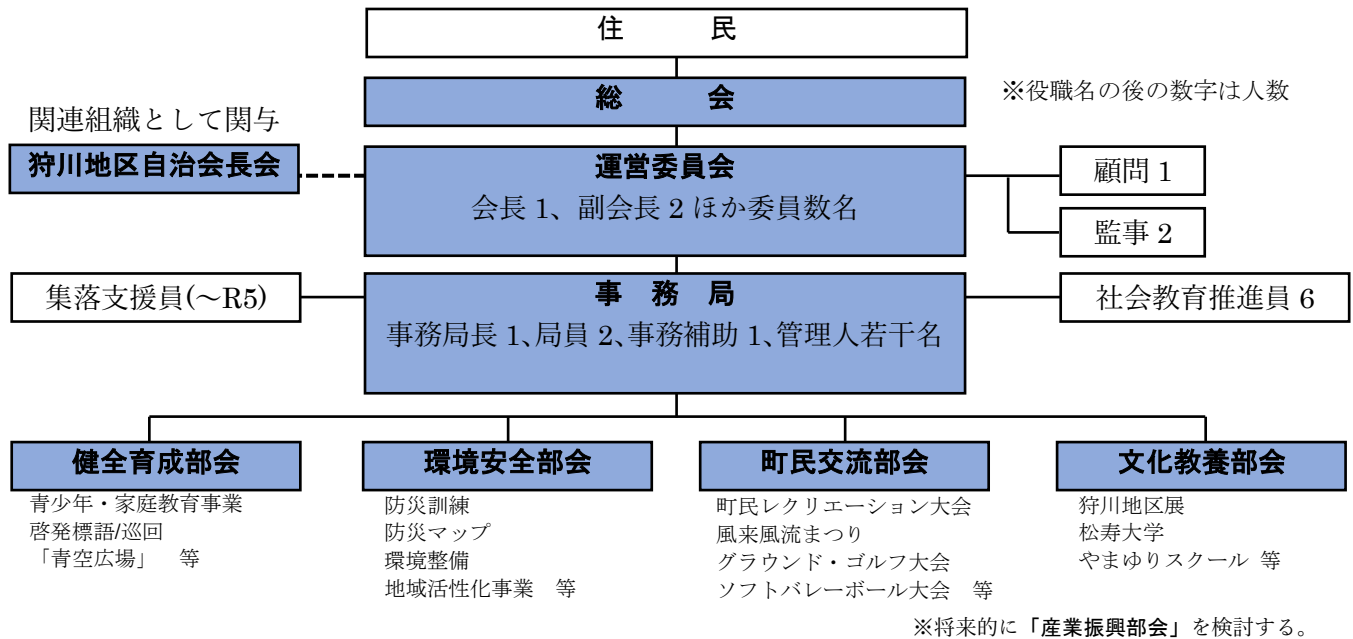 住　　　民
総　　　会
※役職名の後の数字は人数
関連組織として関与
狩川地区自治会長会
運営委員会
会長 1、副会長 2 ほか委員数名
顧問 1
監事 2
集落支援員(～R5)
事　務　局
事務局長 1、局員 2、事務補助 1、管理人若干名
社会教育推進員 6
健全育成部会
青少年・家庭教育事業
啓発標語/巡回
「青空広場」　等
環境安全部会
防災訓練
防災マップ
環境整備
地域活性化事業　等
町民交流部会
町民レクリエーション大会
風来風流まつり
グラウンド・ゴルフ大会
ソフトバレーボール大会　等
文化教養部会
狩川地区展
松寿大学
やまゆりスクール 等
※将来的に「産業振興部会」を検討する。